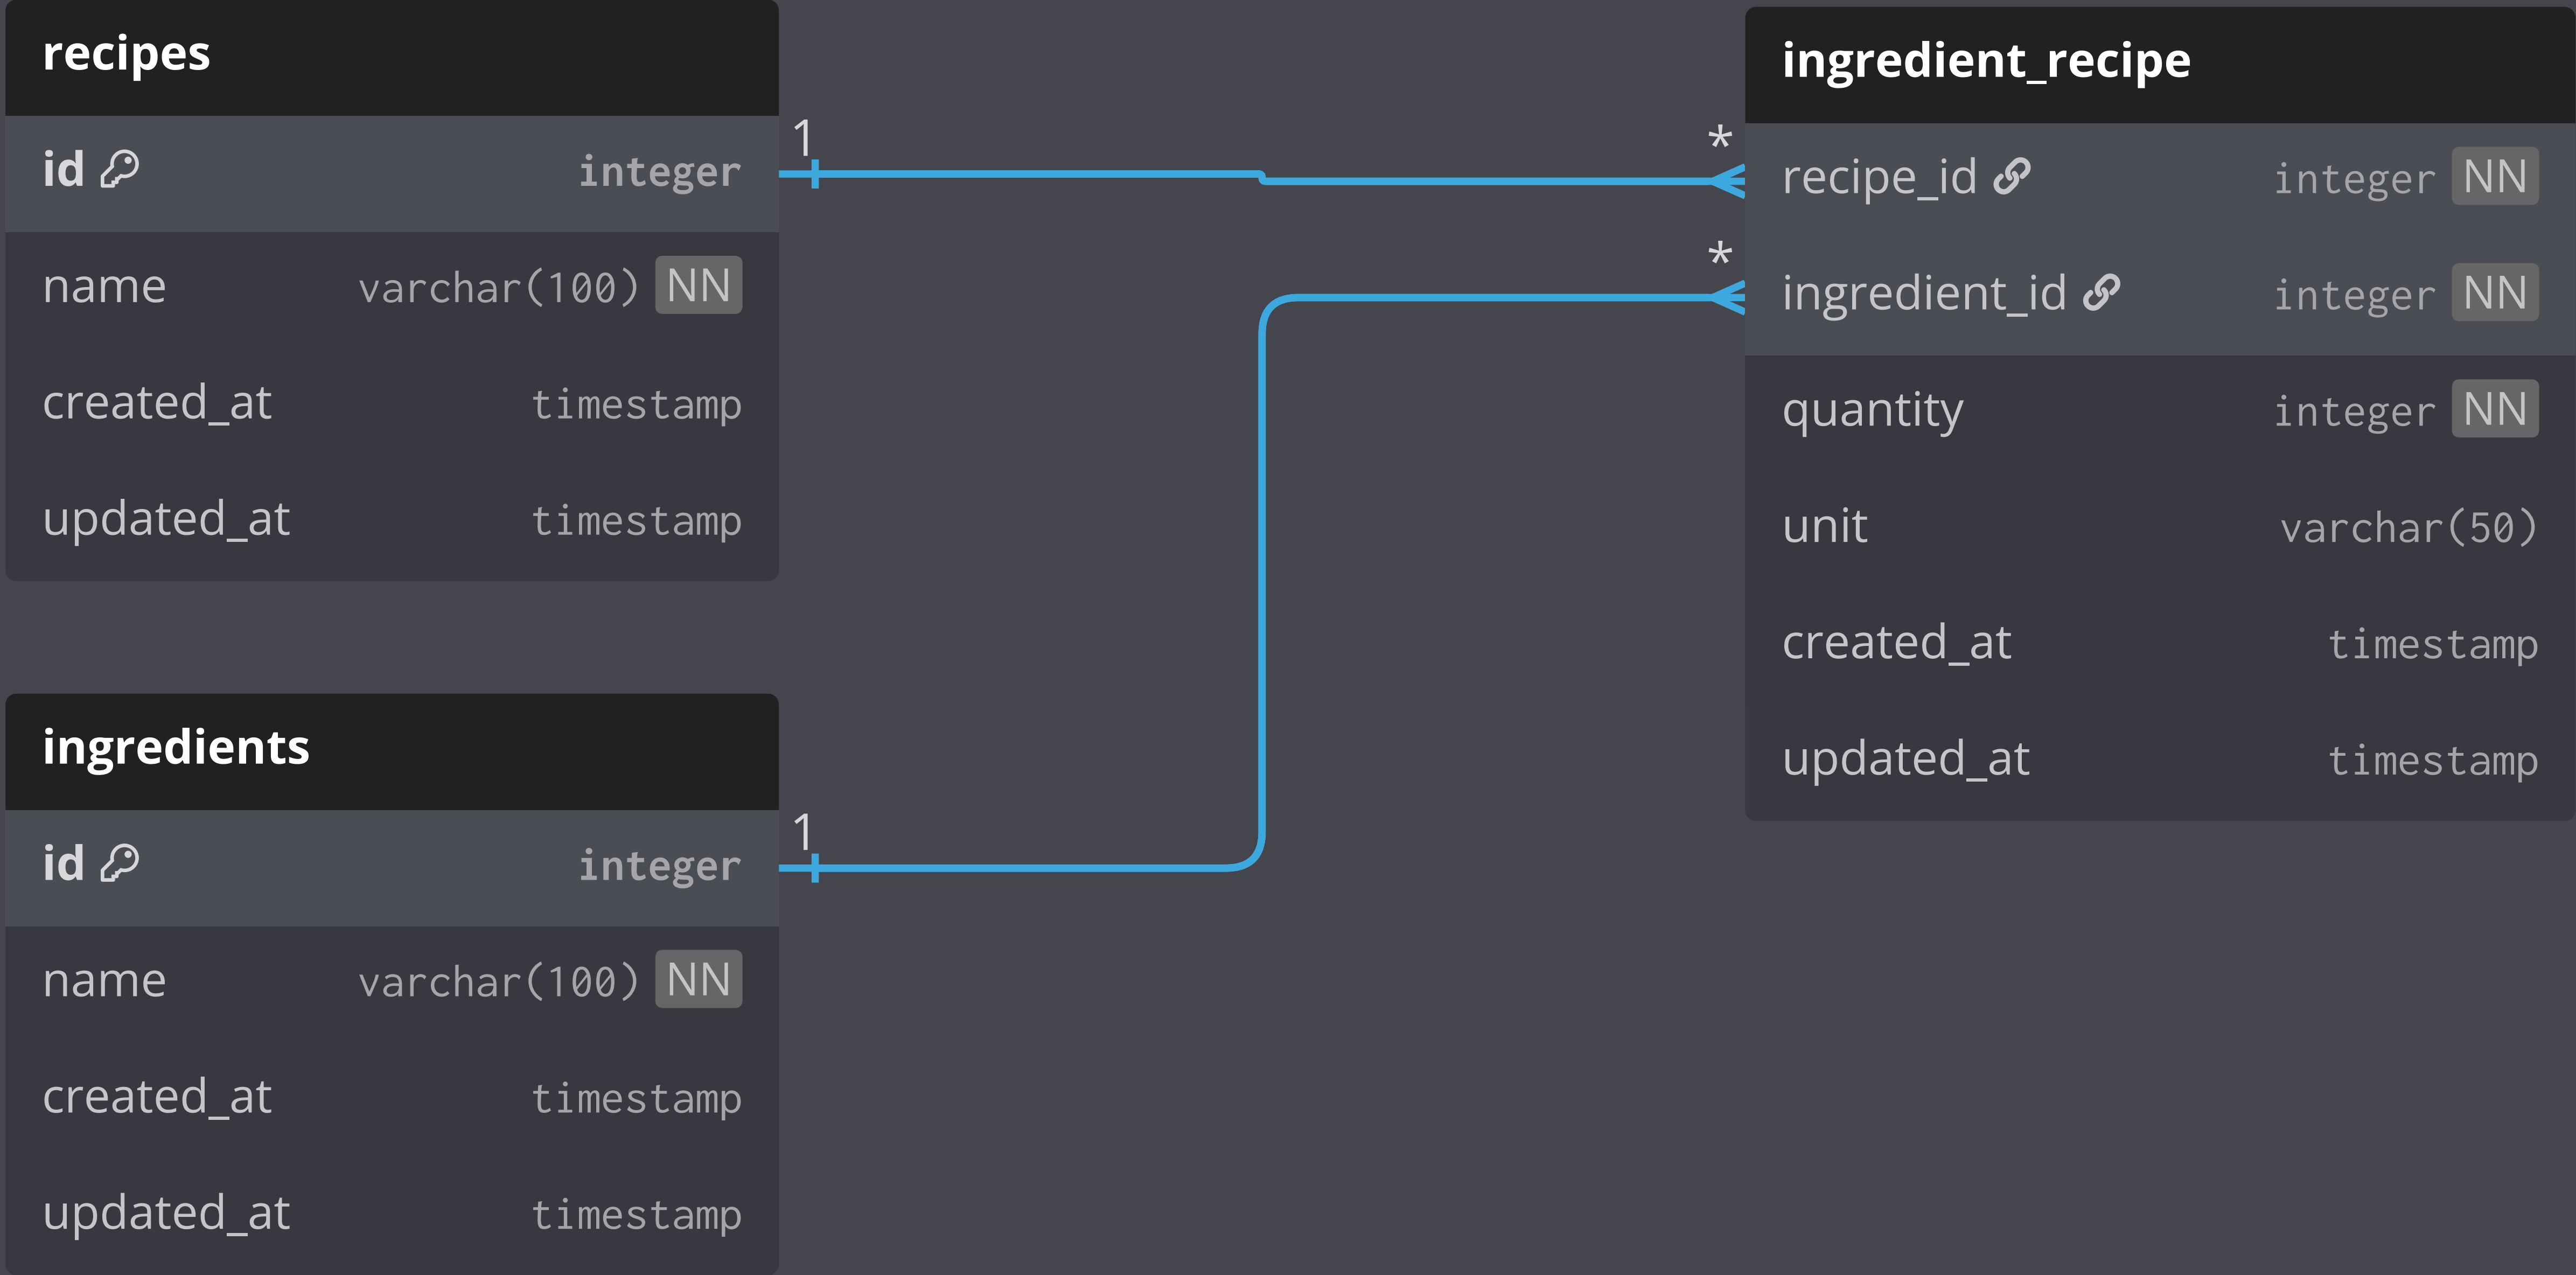 recipes
id integer
name varchar(100) NN
created_at timestamp
updated_at timestamp
1
*
*
ingredient_recipe
recipe_id integer NN
ingredient_id integer NN
quantity integer NN
unit varchar(50)
created_at timestamp
updated_at timestamp
ingredients
id integer
name varchar(100) NN
created_at timestamp
updated_at timestamp
1